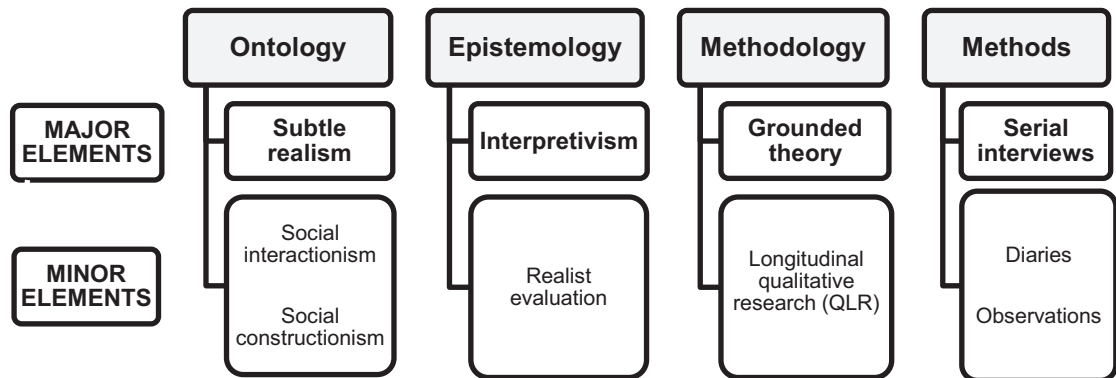 Ontology
Epistemology
Methodology
Methods
MAJOR
ELEMENTS
Subtle
realism
Interpretivism
Grounded
theory
Serial
interviews
MINOR
ELEMENTS
Social
interactionism
Social
constructionism
Realist
evaluation
Longitudinal
qualitative
research (QLR)
Diaries
Observations